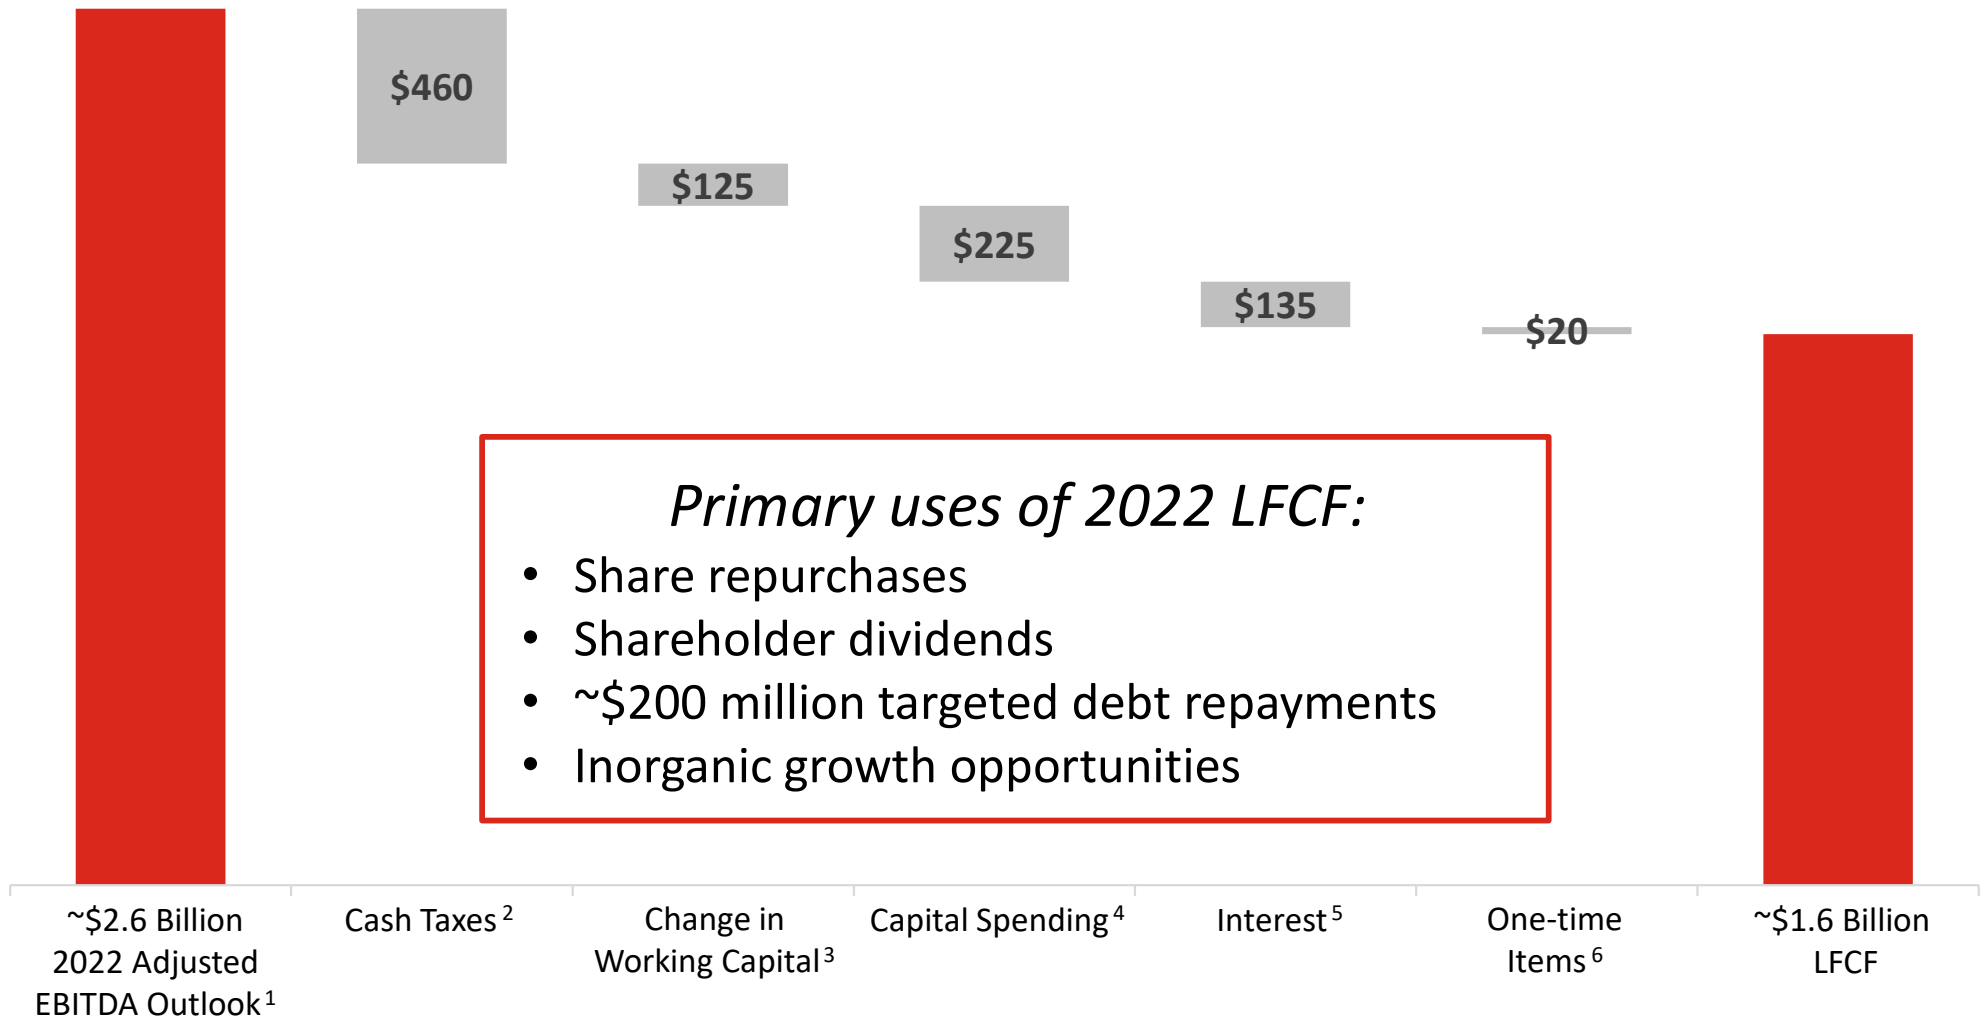 $460
$125
$225
$135
$20
Primary uses of 2022 LFCF:
• Share repurchases
• Shareholder dividends
• ~$200 million targeted debt repayments
• Inorganic growth opportunities
~$2.6 Billion
2022 Adjusted
EBITDA Outlook 1
Cash Taxes 2
Change in
Working Capital 3
Capital Spending 4
Interest 5
One-time
Items 6
~$1.6 Billion
LFCF